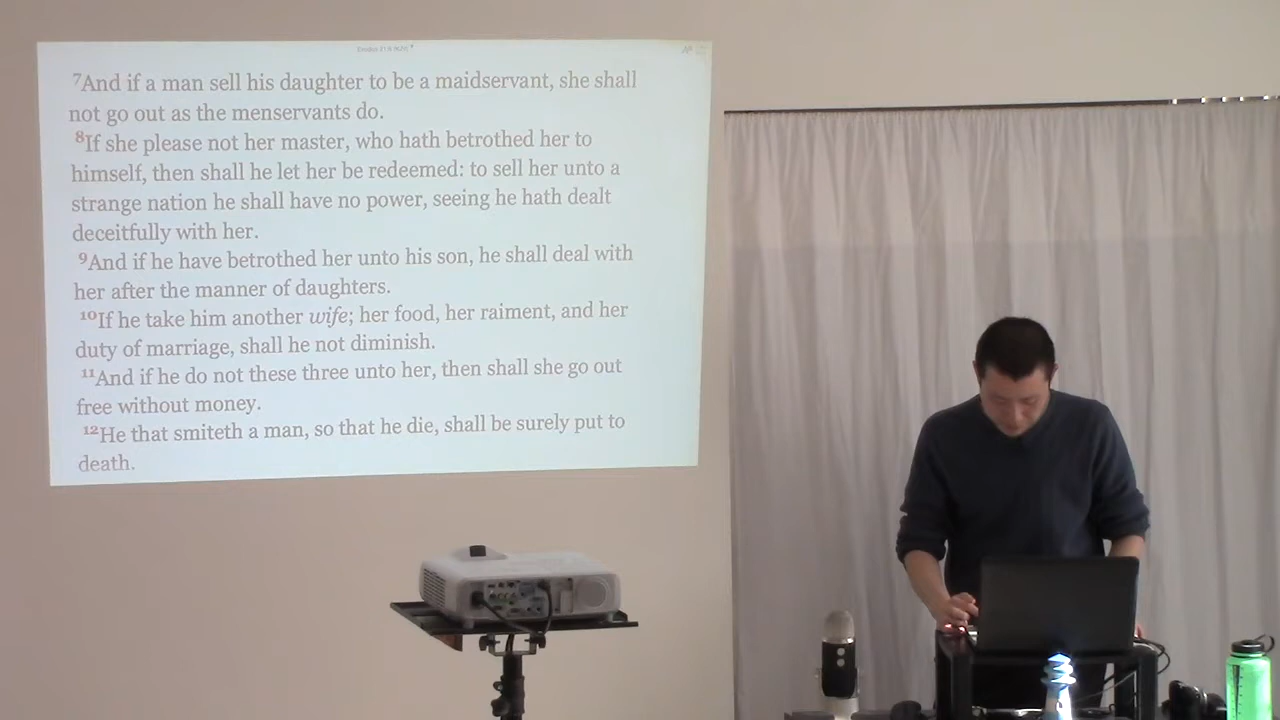 7And if a man sell his daughter to be a maidservant, she shall
not go out as the menservants do.
8If she please not her master, who hath betrothed her to
himself, then shall he let her be redeemed: to sell her unto a
strange nation he shall have no power, seeing he hath dealt
deceitfully with her.
9And if he have betrothed her unto his son, he shall deal with
her after the manner of daughters.
10If he take him another wife; her food, her raiment, and her
duty of marriage, shall he not diminish.
11And if he do not these three unto her, then shall she go out
free without money.
12He that smiteth a man, so that he die, shall be surely put to
death.